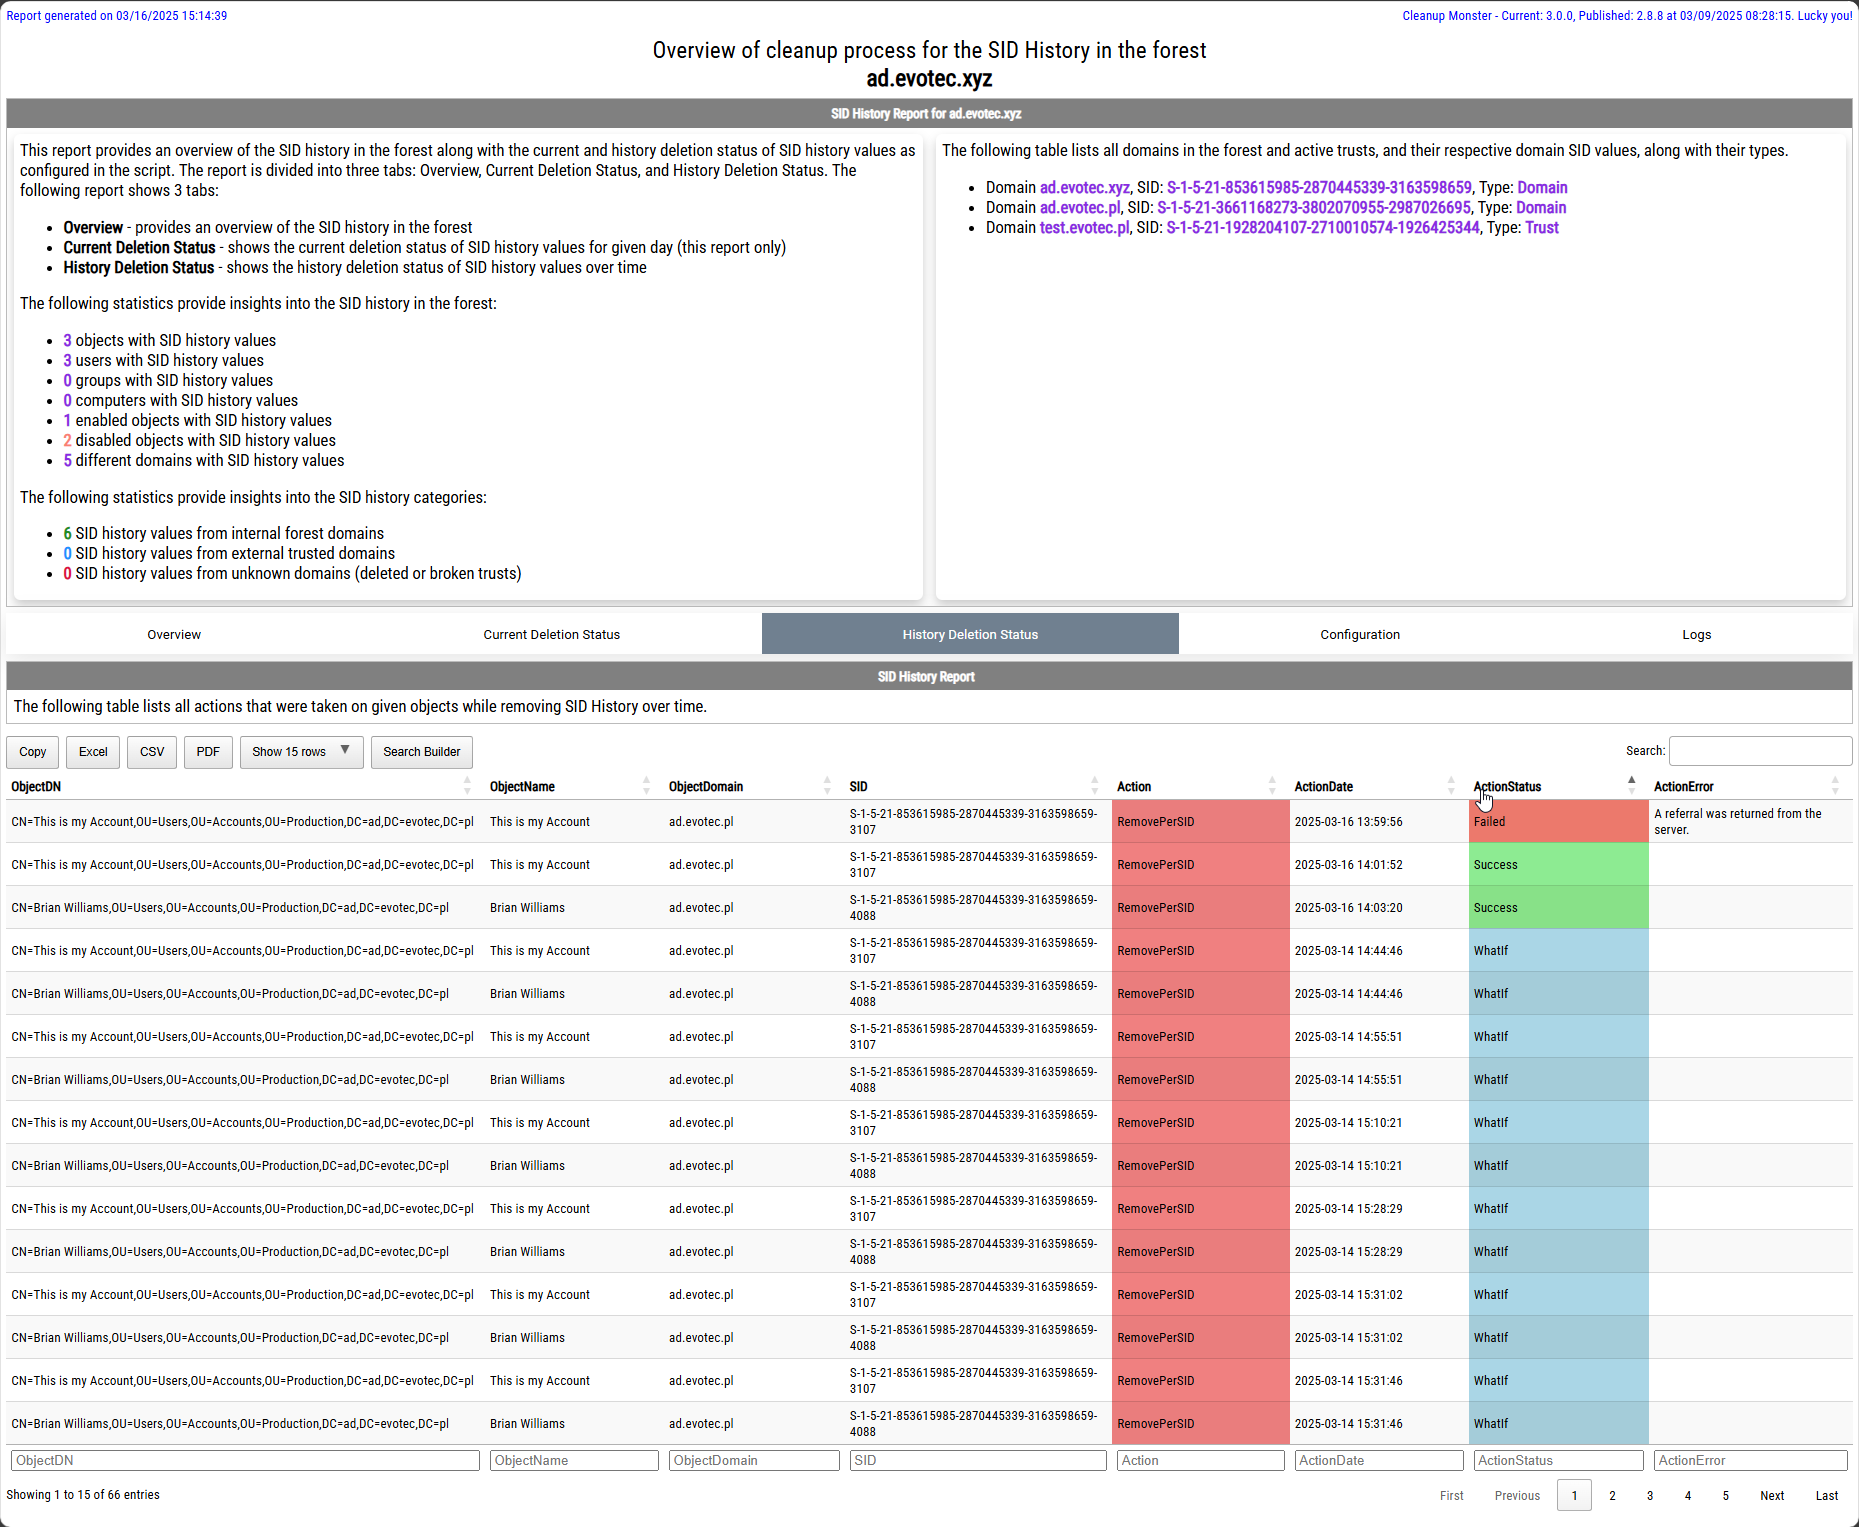 Report generated on 03/16/2025 15:14:39
Cleanup Monster - Current: 3.0.0, Published: 2.8.8 at 03/09/2025 08:28:15. Lucky you!
Overview of cleanup process for the SID History in the forest
ad.evotec.xyz
SID History Report for ad.evotec.xyz
This report provides an overview of the SID history in the forest along with the current and history deletion status of SID history values as
configured in the script. The report is divided into three tabs: Overview, Current Deletion Status, and History Deletion Status. The
following report shows 3 tabs:
• Overview - provides an overview of the SID history in the forest
• Current Deletion Status - shows the current deletion status of SID history values for given day (this report only)
• History Deletion Status - shows the history deletion status of SID history values over time
The following statistics provide insights into the SID history in the forest:
• 3 objects with SID history values
• 3 users with SID history values
• 0 groups with SID history values
• 0 computers with SID history values
• 1 enabled objects with SID history values
• 2 disabled objects with SID history values
• 5 different domains with SID history values
The following statistics provide insights into the SID history categories:
• 6 SID history values from internal forest domains
• 0 SID history values from external trusted domains
• 0 SID history values from unknown domains (deleted or broken trusts)
The following table lists all domains in the forest and active trusts, and their respective domain SID values, along with their types.
• Domain ad.evotec.xyz, SID: S-1-5-21-853615985-2870445339-3163598659, Type: Domain
• Domain ad.evotec.pl, SID: S-1-5-21-3661168273-3802070955-2987026695, Type: Domain
• Domain test.evotec.pl, SID: S-1-5-21-1928204107-2710010574-1926425344, Type: Trust
Overview Current Deletion Status History Deletion Status Configuration Logs
SID History Report
The following table lists all actions that were taken on given objects while removing SID History over time.
Copy Excel CSV PDF Show 15 rows Search Builder Search:
ObjectDN ObjectName ObjectDomain SID Action ActionDate ActionStatus ActionError
CN=This is my Account,OU=Users,OU=Accounts,OU=Production,DC=ad,DC=evotec,DC=pl This is my Account ad.evotec.pl S-1-5-21-853615985-2870445339-3163598659-3107 RemovePerSID 2025-03-16 13:59:56 Failed A referral was returned from the server.
CN=This is my Account,OU=Users,OU=Accounts,OU=Production,DC=ad,DC=evotec,DC=pl This is my Account ad.evotec.pl S-1-5-21-853615985-2870445339-3163598659-3107 RemovePerSID 2025-03-16 14:01:52 Success
CN=Brian Williams,OU=Users,OU=Accounts,OU=Production,DC=ad,DC=evotec,DC=pl Brian Williams ad.evotec.pl S-1-5-21-853615985-2870445339-3163598659-4088 RemovePerSID 2025-03-16 14:03:20 Success
CN=This is my Account,OU=Users,OU=Accounts,OU=Production,DC=ad,DC=evotec,DC=pl This is my Account ad.evotec.pl S-1-5-21-853615985-2870445339-3163598659-3107 RemovePerSID 2025-03-14 14:44:46 WhatIf
CN=Brian Williams,OU=Users,OU=Accounts,OU=Production,DC=ad,DC=evotec,DC=pl Brian Williams ad.evotec.pl S-1-5-21-853615985-2870445339-3163598659-4088 RemovePerSID 2025-03-14 14:44:46 WhatIf
CN=This is my Account,OU=Users,OU=Accounts,OU=Production,DC=ad,DC=evotec,DC=pl This is my Account ad.evotec.pl S-1-5-21-853615985-2870445339-3163598659-3107 RemovePerSID 2025-03-14 14:55:51 WhatIf
CN=Brian Williams,OU=Users,OU=Accounts,OU=Production,DC=ad,DC=evotec,DC=pl Brian Williams ad.evotec.pl S-1-5-21-853615985-2870445339-3163598659-4088 RemovePerSID 2025-03-14 14:55:51 WhatIf
CN=This is my Account,OU=Users,OU=Accounts,OU=Production,DC=ad,DC=evotec,DC=pl This is my Account ad.evotec.pl S-1-5-21-853615985-2870445339-3163598659-3107 RemovePerSID 2025-03-14 15:10:21 WhatIf
CN=Brian Williams,OU=Users,OU=Accounts,OU=Production,DC=ad,DC=evotec,DC=pl Brian Williams ad.evotec.pl S-1-5-21-853615985-2870445339-3163598659-4088 RemovePerSID 2025-03-14 15:10:21 WhatIf
CN=This is my Account,OU=Users,OU=Accounts,OU=Production,DC=ad,DC=evotec,DC=pl This is my Account ad.evotec.pl S-1-5-21-853615985-2870445339-3163598659-3107 RemovePerSID 2025-03-14 15:28:29 WhatIf
CN=Brian Williams,OU=Users,OU=Accounts,OU=Production,DC=ad,DC=evotec,DC=pl Brian Williams ad.evotec.pl S-1-5-21-853615985-2870445339-3163598659-4088 RemovePerSID 2025-03-14 15:28:29 WhatIf
CN=This is my Account,OU=Users,OU=Accounts,OU=Production,DC=ad,DC=evotec,DC=pl This is my Account ad.evotec.pl S-1-5-21-853615985-2870445339-3163598659-3107 RemovePerSID 2025-03-14 15:31:02 WhatIf
CN=Brian Williams,OU=Users,OU=Accounts,OU=Production,DC=ad,DC=evotec,DC=pl Brian Williams ad.evotec.pl S-1-5-21-853615985-2870445339-3163598659-4088 RemovePerSID 2025-03-14 15:31:02 WhatIf
CN=This is my Account,OU=Users,OU=Accounts,OU=Production,DC=ad,DC=evotec,DC=pl This is my Account ad.evotec.pl S-1-5-21-853615985-2870445339-3163598659-3107 RemovePerSID 2025-03-14 15:31:46 WhatIf
CN=Brian Williams,OU=Users,OU=Accounts,OU=Production,DC=ad,DC=evotec,DC=pl Brian Williams ad.evotec.pl S-1-5-21-853615985-2870445339-3163598659-4088 RemovePerSID 2025-03-14 15:31:46 WhatIf
ObjectDN ObjectName ObjectDomain SID Action ActionDate ActionStatus ActionError
Showing 1 to 15 of 66 entries First Previous 1 2 3 4 5 Next Last